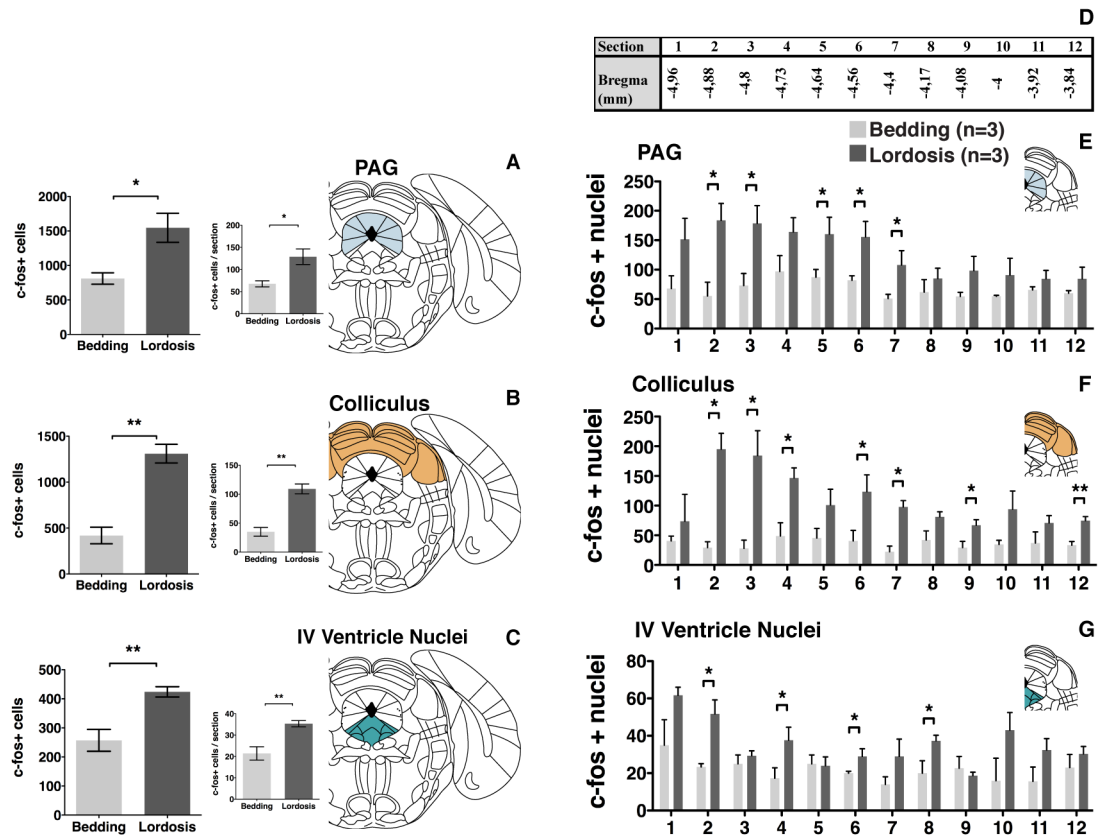 A
PAG
*
c-fos+ cells
2000
1500
1000
500
0
Bedding Lordosis
*
c-fos+ cells / section
200
150
100
50
0
Bedding Lordosis
B
Colliculus
**
c-fos+ cells
1500
1000
500
0
Bedding Lordosis
**
c-fos+ cells / section
150
100
50
0
Bedding Lordosis
C
IV Ventricle Nuclei
**
c-fos+ cells
500
400
300
200
100
0
Bedding Lordosis
**
c-fos+ cells / section
40
30
20
10
0
Bedding Lordosis
D
Section 1 2 3 4 5 6 7 8 9 10 11 12
Bregma (mm) -4,96 -4,88 -4,8 -4,73 -4,64 -4,56 -4,4 -4,17 -4,08 -4 -3,92 -3,84
Bedding (n=3)
Lordosis (n=3)
E
PAG
* * * * *
c-fos + nuclei
250
200
150
100
50
0
1 2 3 4 5 6 7 8 9 10 11 12
F
Colliculus
* * * * * * **
c-fos + nuclei
250
200
150
100
50
0
1 2 3 4 5 6 7 8 9 10 11 12
G
IV Ventricle Nuclei
* * * *
c-fos + nuclei
80
60
40
20
0
1 2 3 4 5 6 7 8 9 10 11 12